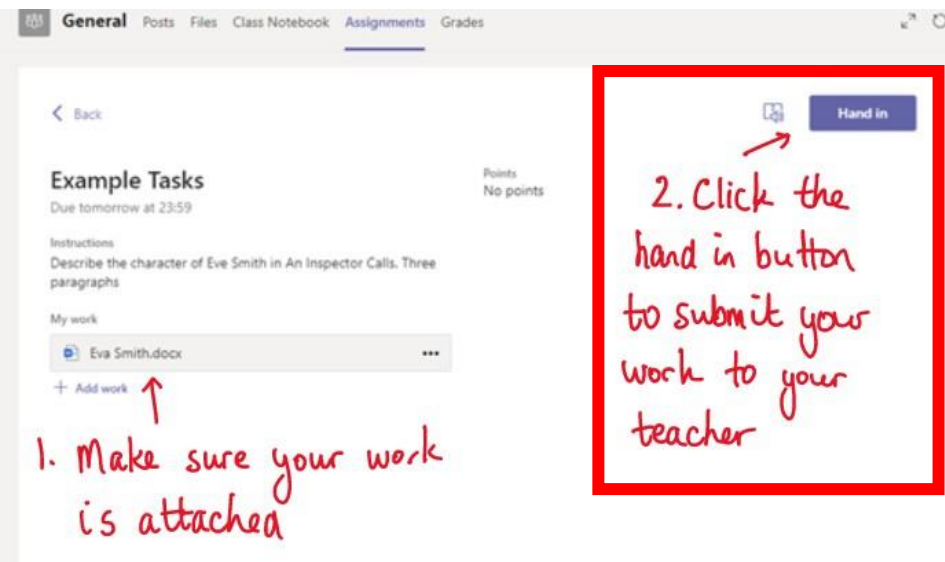 General Posts Files Class Notebook Assignments Grades
Back
Hand in
Example Tasks
Due tomorrow at 23:59
Points
No points
Instructions
Describe the character of Eve Smith in An Inspector Calls. Three
paragraphs
My work
Eva Smith.docx
+ Add work
1. Make sure your work
is attached
2. Click the
hand in button
to submit your
work to your
teacher